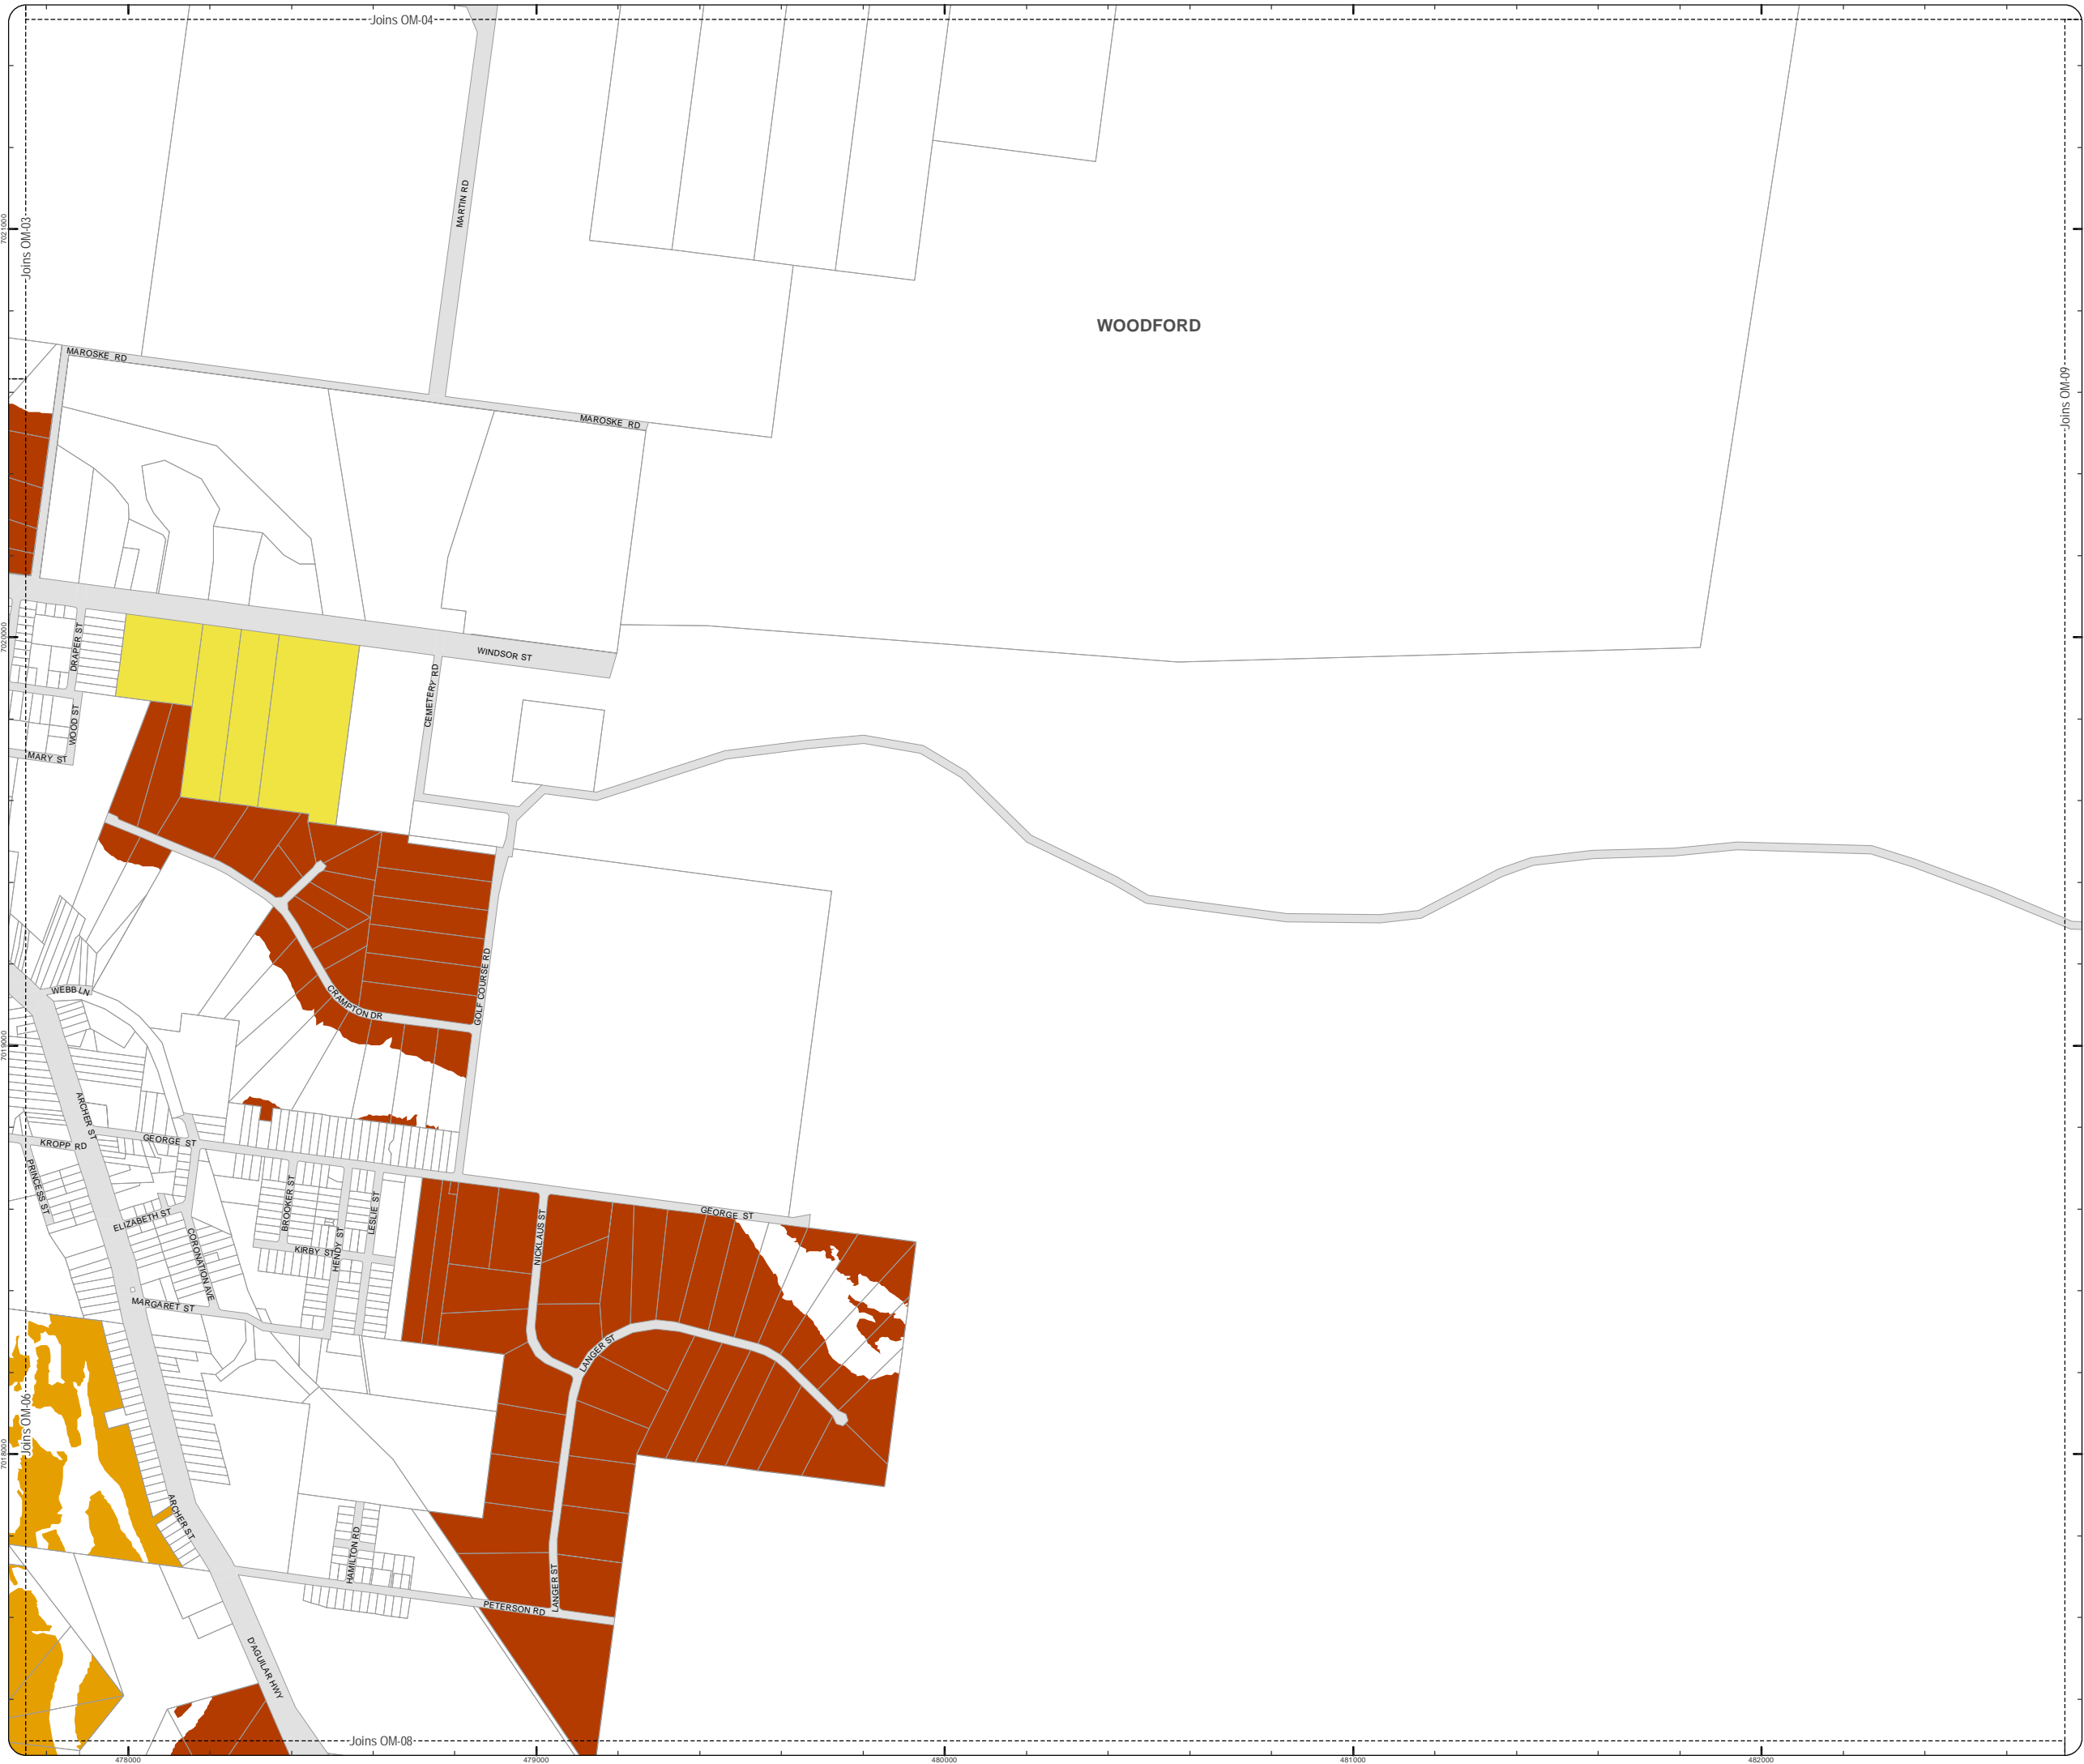 Joins OM-04
MARTIN RD
7021000
Joins OM-03
WOODFORD
MAROSKE RD
MAROSKE RD
Joins OM-09
7020000
DRAPER ST
WINDSOR ST
CEMETERY RD
WOOD ST
MARY ST
GOLF COURSE RD
WEBB LN
CRAMPTON DR
7019000
ARCHER ST
KROPP RD
GEORGE ST
PRINCESS ST
BROOKER ST
LESLIE ST
GEORGE ST
ELIZABETH ST
NICKLAUS ST
CORONATION AVE
KIRBY ST
HENDY ST
MARGARET ST
LANGER ST
Joins OM-06
7018000
ARCHER ST
HAMILTON RD
LANGER ST
PETERSON RD
D'AGUILAR HWY
Joins OM-08
478000
479000
480000
481000
482000